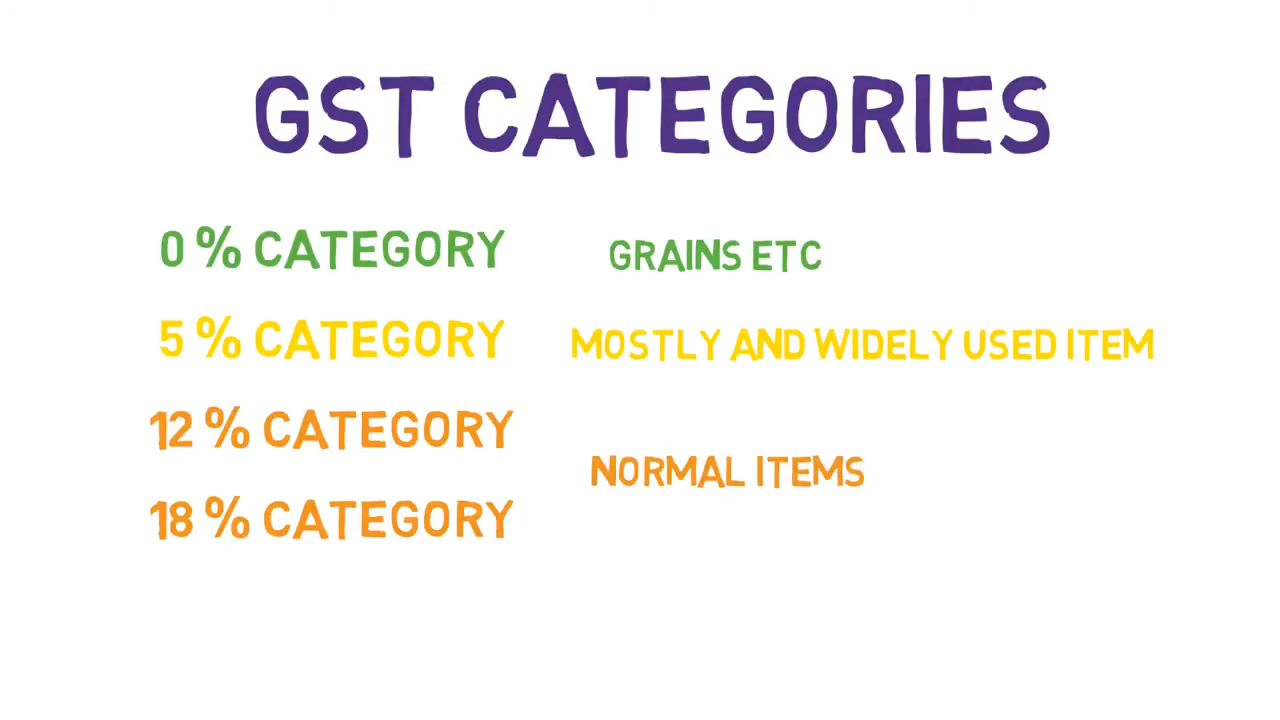 GST CATEGORIES
0 % CATEGORY GRAINS ETC
5 % CATEGORY MOSTLY AND WIDELY USED ITEM
12 % CATEGORY
NORMAL ITEMS
18 % CATEGORY